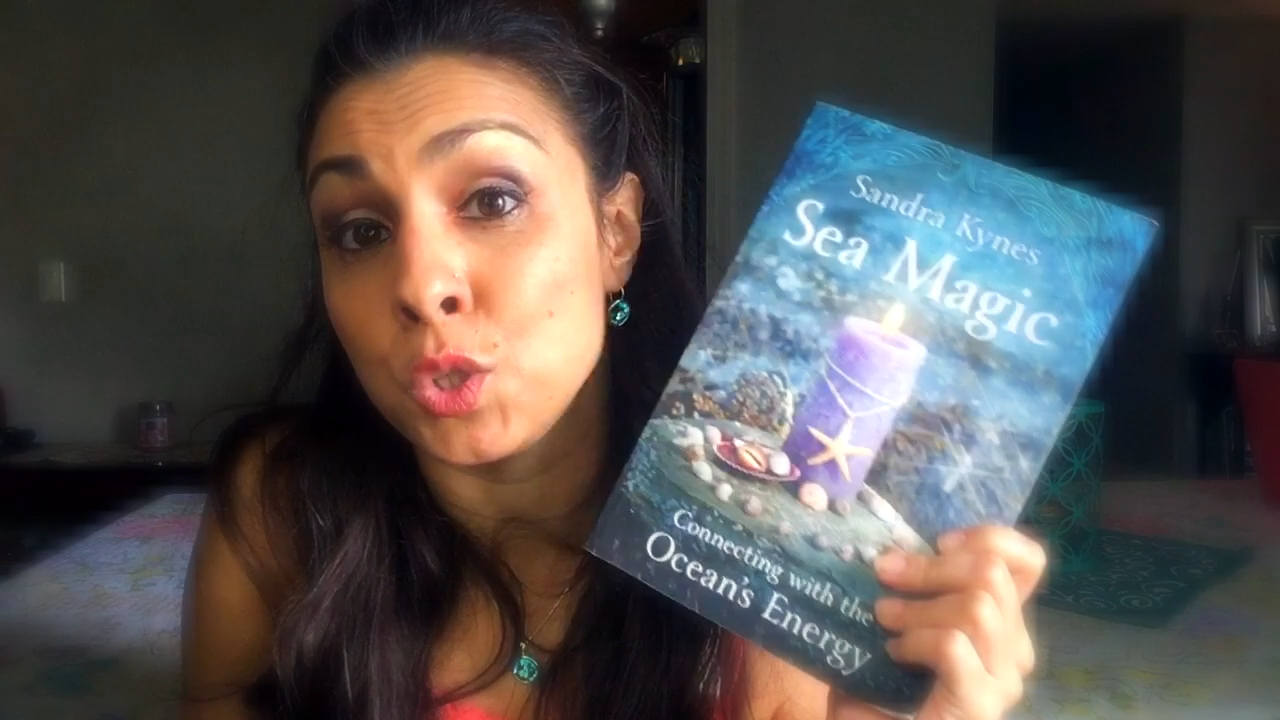 Sandra Kynes
Sea Magic
Connecting with the
Ocean's Energy